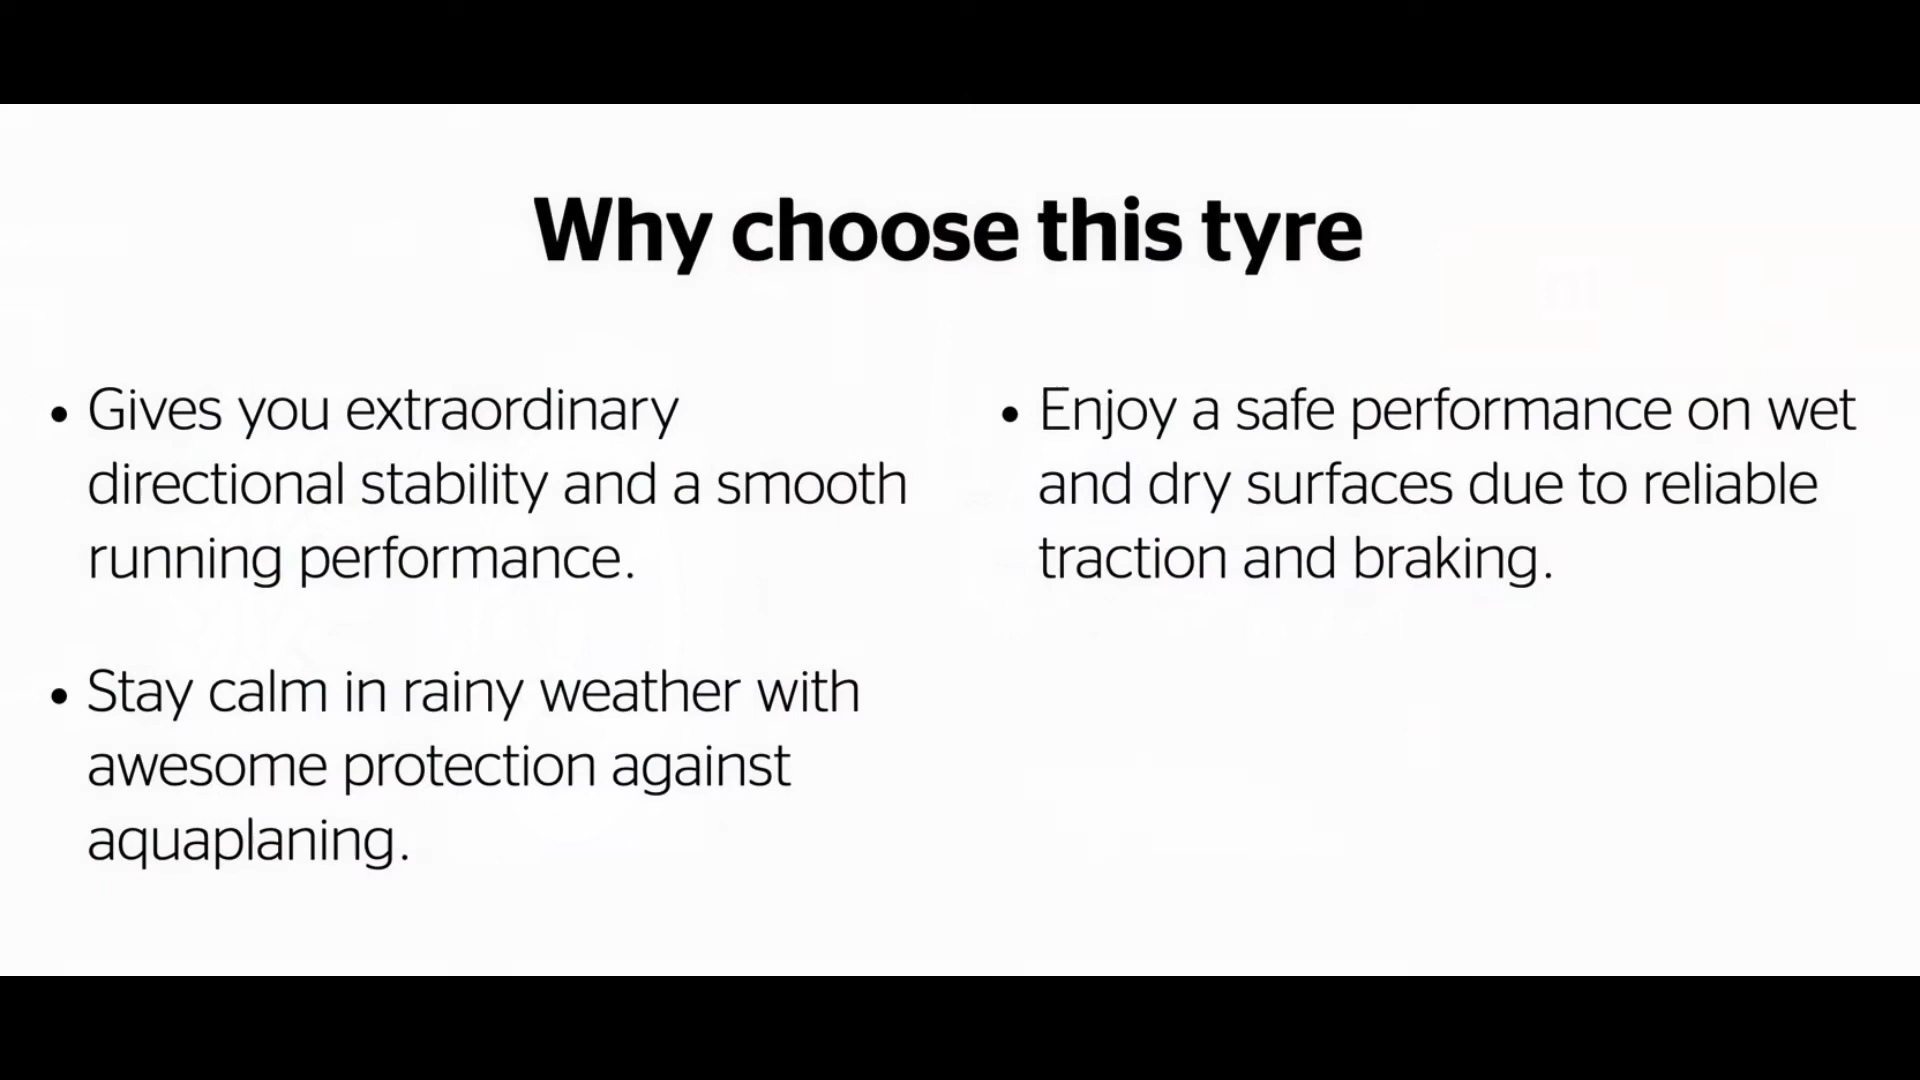 Why choose this tyre
• Gives you extraordinary
directional stability and a smooth
running performance.
• Stay calm in rainy weather with
awesome protection against
aquaplaning.
• Enjoy a safe performance on wet
and dry surfaces due to reliable
traction and braking.